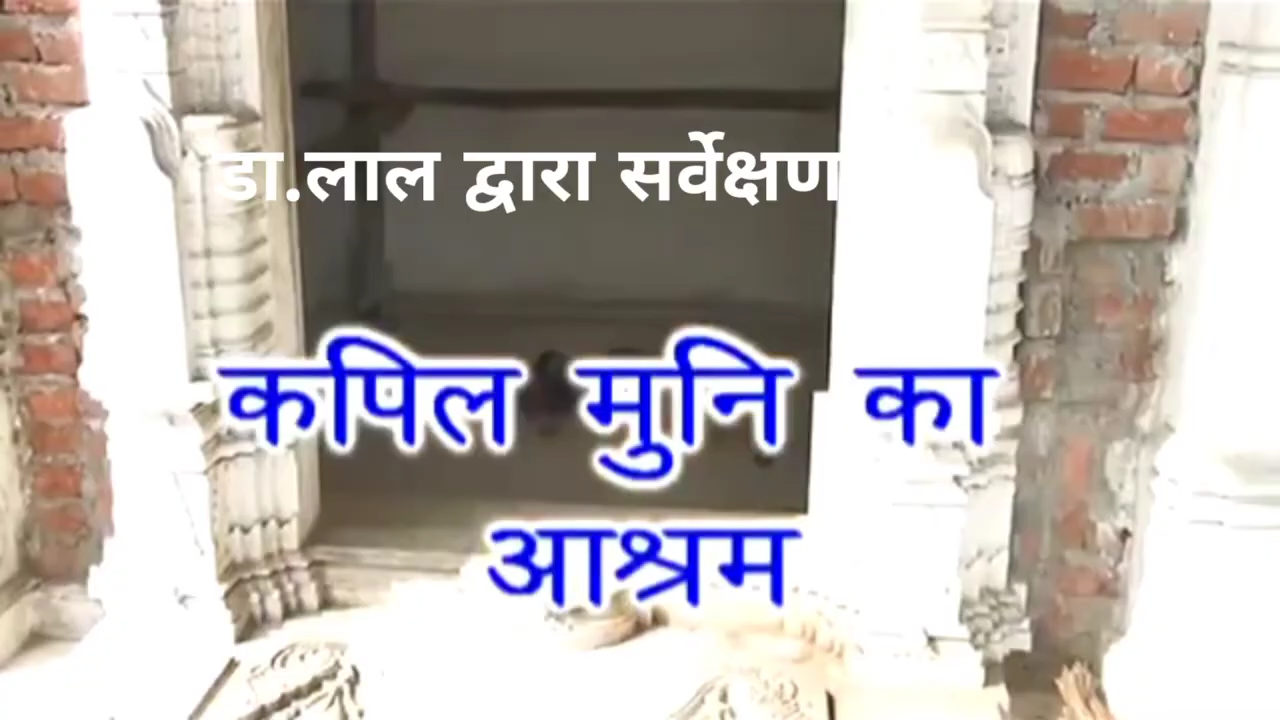 डा.लाल द्वारा सर्वेक्षण
कपिल मुनि का
आश्रम